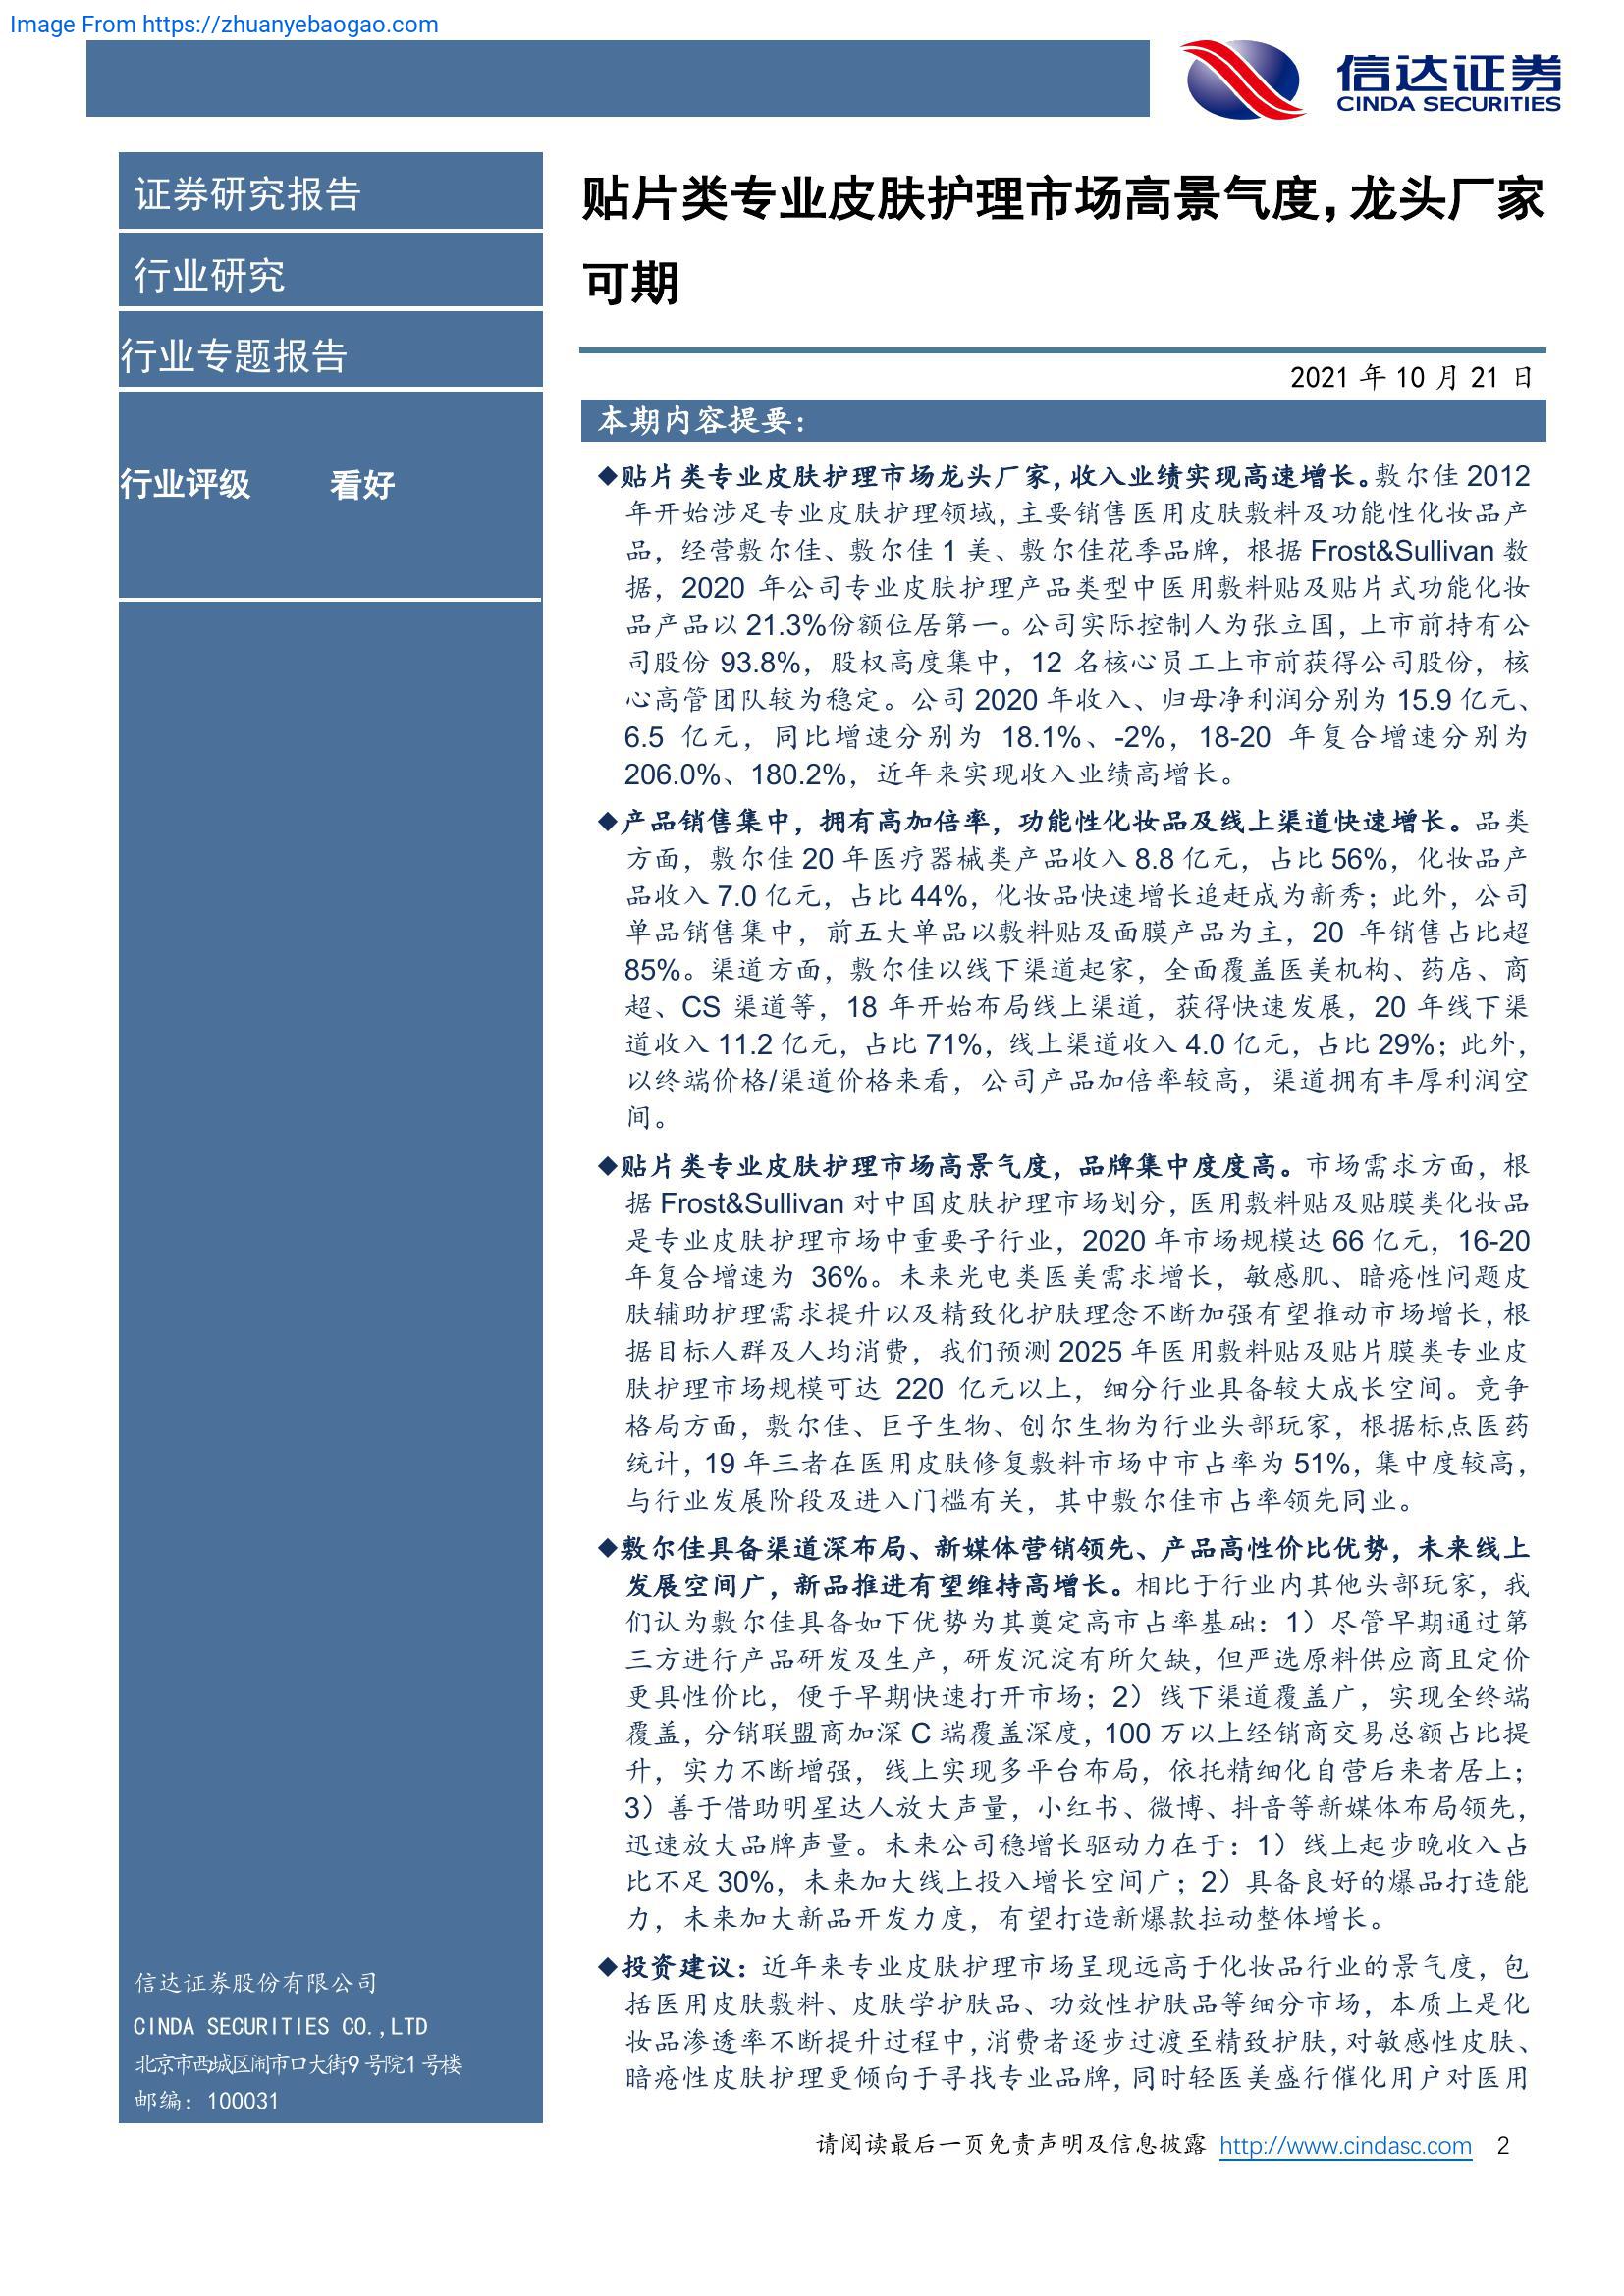 Image From https://zhuanyebaogao.com
信达证券
CINDA SECURITIES
证券研究报告
行业研究
行业专题报告
行业评级 看好
信达证券股份有限公司
CINDA SECURITIES CO.,LTD
北京市西城区闹市口大街9号院1号楼
邮编：100031
贴片类专业皮肤护理市场高景气度，龙头厂家
可期
2021 年 10 月 21 日
本期内容提要：
◆贴片类专业皮肤护理市场龙头厂家，收入业绩实现高速增长。敷尔佳 2012
年开始涉足专业皮肤护理领域，主要销售医用皮肤敷料及功能性化妆品产
品，经营敷尔佳、敷尔佳 1 美、敷尔佳花季品牌，根据 Frost&Sullivan 数
据，2020 年公司专业皮肤护理产品类型中医用敷料贴及贴片式功能化妆
品产品以 21.3%份额位居第一。公司实际控制人为张立国，上市前持有公
司股份 93.8%，股权高度集中，12 名核心员工上市前获得公司股份，核
心高管团队较为稳定。公司 2020 年收入、归母净利润分别为 15.9 亿元、
6.5 亿元，同比增速分别为 18.1%、-2%，18-20 年复合增速分别为
206.0%、180.2%，近年来实现收入业绩高增长。
◆产品销售集中，拥有高加倍率，功能性化妆品及线上渠道快速增长。品类
方面，敷尔佳 20 年医疗器械类产品收入 8.8 亿元，占比 56%，化妆品产
品收入 7.0 亿元，占比 44%，化妆品快速增长追赶成为新秀；此外，公司
单品销售集中，前五大单品以敷料贴及面膜产品为主，20 年销售占比超
85%。渠道方面，敷尔佳以线下渠道起家，全面覆盖医美机构、药店、商
超、CS 渠道等，18 年开始布局线上渠道，获得快速发展，20 年线下渠
道收入 11.2 亿元，占比 71%，线上渠道收入 4.0 亿元，占比 29%；此外，
以终端价格/渠道价格来看，公司产品加倍率较高，渠道拥有丰厚利润空
间。
◆贴片类专业皮肤护理市场高景气度，品牌集中度度高。市场需求方面，根
据 Frost&Sullivan 对中国皮肤护理市场划分，医用敷料贴及贴膜类化妆品
是专业皮肤护理市场中重要子行业，2020 年市场规模达 66 亿元，16-20
年复合增速为 36%。未来光电类医美需求增长，敏感肌、暗疮性问题皮
肤辅助护理需求提升以及精致化护肤理念不断加强有望推动市场增长，根
据目标人群及人均消费，我们预测 2025 年医用敷料贴及贴片膜类专业皮
肤护理市场规模可达 220 亿元以上，细分行业具备较大成长空间。竞争
格局方面，敷尔佳、巨子生物、创尔生物为行业头部玩家，根据标点医药
统计，19 年三者在医用皮肤修复敷料市场中市占率为 51%，集中度较高，
与行业发展阶段及进入门槛有关，其中敷尔佳市占率领先同业。
◆敷尔佳具备渠道深布局、新媒体营销领先、产品高性价比优势，未来线上
发展空间广，新品推进有望维持高增长。相比于行业内其他头部玩家，我
们认为敷尔佳具备如下优势为其奠定高市占率基础：1）尽管早期通过第
三方进行产品研发及生产，研发沉淀有所欠缺，但严选原料供应商且定价
更具性价比，便于早期快速打开市场；2）线下渠道覆盖广，实现全终端
覆盖，分销联盟商加深 C 端覆盖深度，100 万以上经销商交易总额占比提
升，实力不断增强，线上实现多平台布局，依托精细化自营后来者居上；
3）善于借助明星达人放大声量，小红书、微博、抖音等新媒体布局领先，
迅速放大品牌声量。未来公司稳增长驱动力在于：1）线上起步晚收入占
比不足 30%，未来加大线上投入增长空间广；2）具备良好的爆品打造能
力，未来加大新品开发力度，有望打造新爆款拉动整体增长。
◆投资建议：近年来专业皮肤护理市场呈现远高于化妆品行业的景气度，包
括医用皮肤敷料、皮肤学护肤品、功效性护肤品等细分市场，本质上是化
妆品渗透率不断提升过程中，消费者逐步过渡至精致护肤，对敏感性皮肤、
暗疮性皮肤护理更倾向于寻找专业品牌，同时轻医美盛行催化用户对医用
请阅读最后一页免责声明及信息披露 http://www.cindasc.com 2